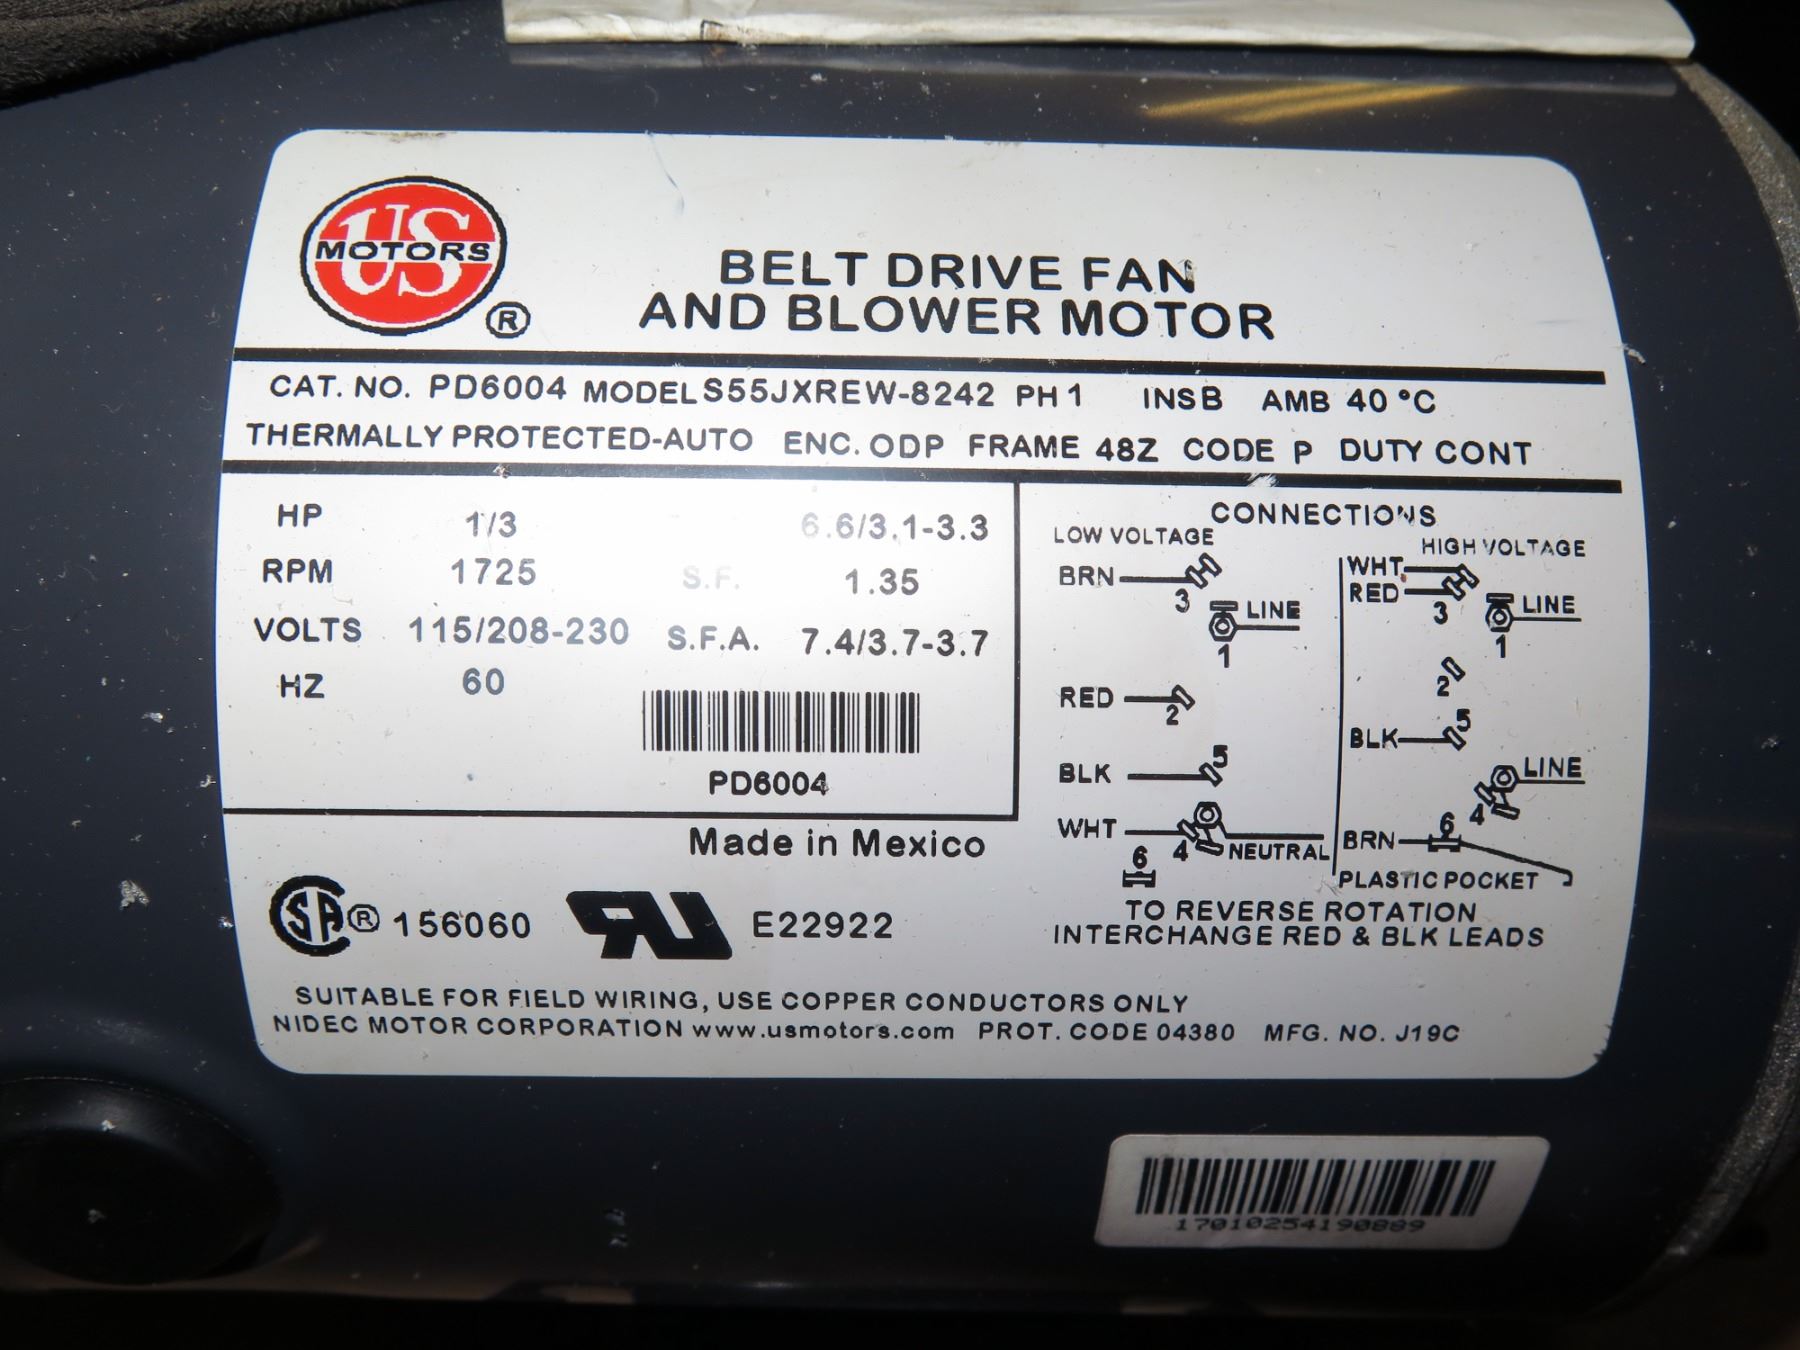 US
MOTORS
®
BELT DRIVE FAN
AND BLOWER MOTOR
CAT. NO. PD6004 MODEL S55JXREW-8242 PH 1 INS B AMB 40 °C
THERMALLY PROTECTED-AUTO ENC. ODP FRAME 48Z CODE P DUTY CONT
HP 1/3 6.6/3.1-3.3
RPM 1725 S.F. 1.35
VOLTS 115/208-230 S.F.A. 7.4/3.7-3.7
HZ 60
PD6004
CONNECTIONS
LOW VOLTAGE
BRN
3
LINE
1
RED
2
BLK
5
WHT
4
NEUTRAL
6
HIGH VOLTAGE
WHT
RED
3
LINE
1
2
BLK
5
LINE
4
BRN
6
PLASTIC POCKET
TO REVERSE ROTATION
INTERCHANGE RED & BLK LEADS
Made in Mexico
SA ® 156060 RU E22922
SUITABLE FOR FIELD WIRING, USE COPPER CONDUCTORS ONLY
NIDEC MOTOR CORPORATION www.usmotors.com PROT. CODE 04380 MFG. NO. J19C
17010254190889